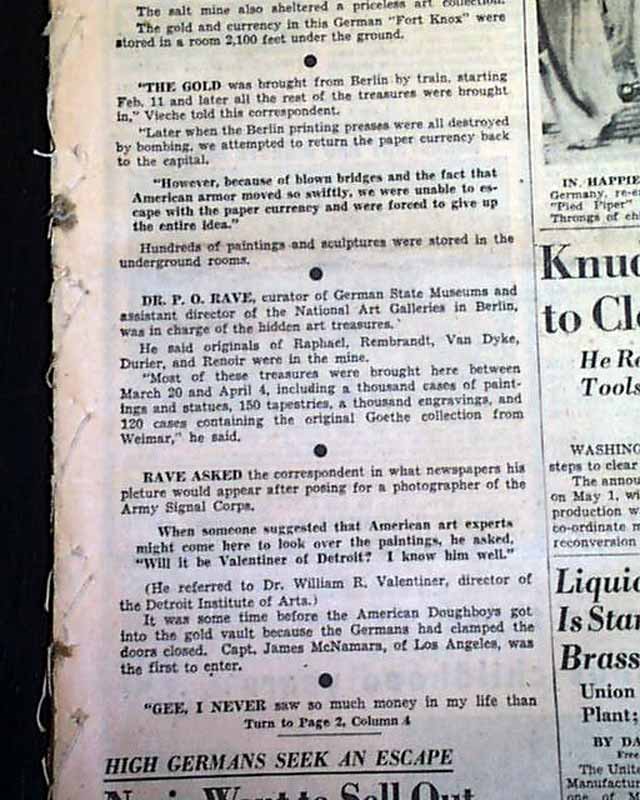 The salt mine also sheltered a priceless art collection.
The gold and currency in this German "Fort Knox" were
stored in a room 2,100 feet under the ground.
"THE GOLD was brought from Berlin by train, starting
Feb. 11 and later all the rest of the treasures were brought
in," Vieche told this correspondent.
"Later when the Berlin printing presses were all destroyed
by bombing, we attempted to return the paper currency back
to the capital.
"However, because of blown bridges and the fact that
American armor moved so swiftly, we were unable to es-
cape with the paper currency and were forced to give up
the entire idea."
Hundreds of paintings and sculptures were stored in the
underground rooms.
DR. P. O. RAVE, curator of German State Museums and
assistant director of the National Art Galleries in Berlin,
was in charge of the hidden art treasures.
He said originals of Raphael, Rembrandt, Van Dyke,
Durier, and Renoir were in the mine.
"Most of these treasures were brought here between
March 20 and April 4, including a thousand cases of paint-
ings and statues, 150 tapestries, a thousand engravings, and
120 cases containing the original Goethe collection from
Weimar," he said.
RAVE ASKED the correspondent in what newspapers his
picture would appear after posing for a photographer of the
Army Signal Corps.
When someone suggested that American art experts
might come here to look over the paintings, he asked,
"Will it be Valentiner of Detroit? I know him well."
(He referred to Dr. William R. Valentiner, director of
the Detroit Institute of Arts.)
It was some time before the American Doughboys got
into the gold vault because the Germans had clamped the
doors closed. Capt. James McNamara, of Los Angeles, was
the first to enter.
"GEE, I NEVER saw so much money in my life than
Turn to Page 2, Column 4
HIGH GERMANS SEEK AN ESCAPE
Want to Sell Out
IN HAPPIE
Germany, re-e
"Pied Piper"
Throngs of chi
Knud
to Cl
He Re
Tools
WASHING
steps to clear
The annou
on May 1, wi
production w
co-ordinate m
reconversion
Liquid
Is Star
Brass
Union
Plant;
BY DA
Free
The Unite
Manufactur
one of M